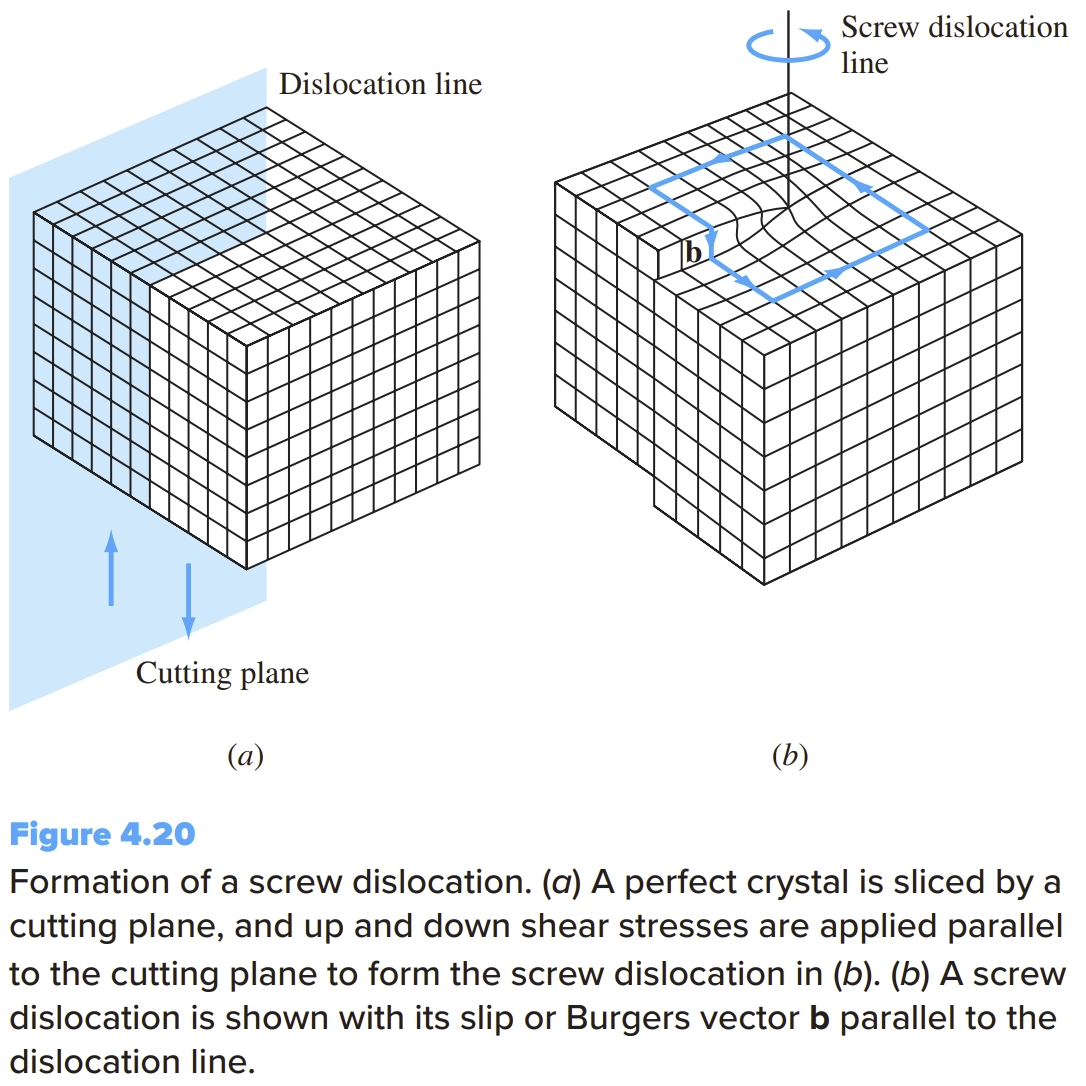 Dislocation line
Screw dislocation
line
b
Cutting plane
(a)
(b)
Figure 4.20
Formation of a screw dislocation. (a) A perfect crystal is sliced by a
cutting plane, and up and down shear stresses are applied parallel
to the cutting plane to form the screw dislocation in (b). (b) A screw
dislocation is shown with its slip or Burgers vector b parallel to the
dislocation line.